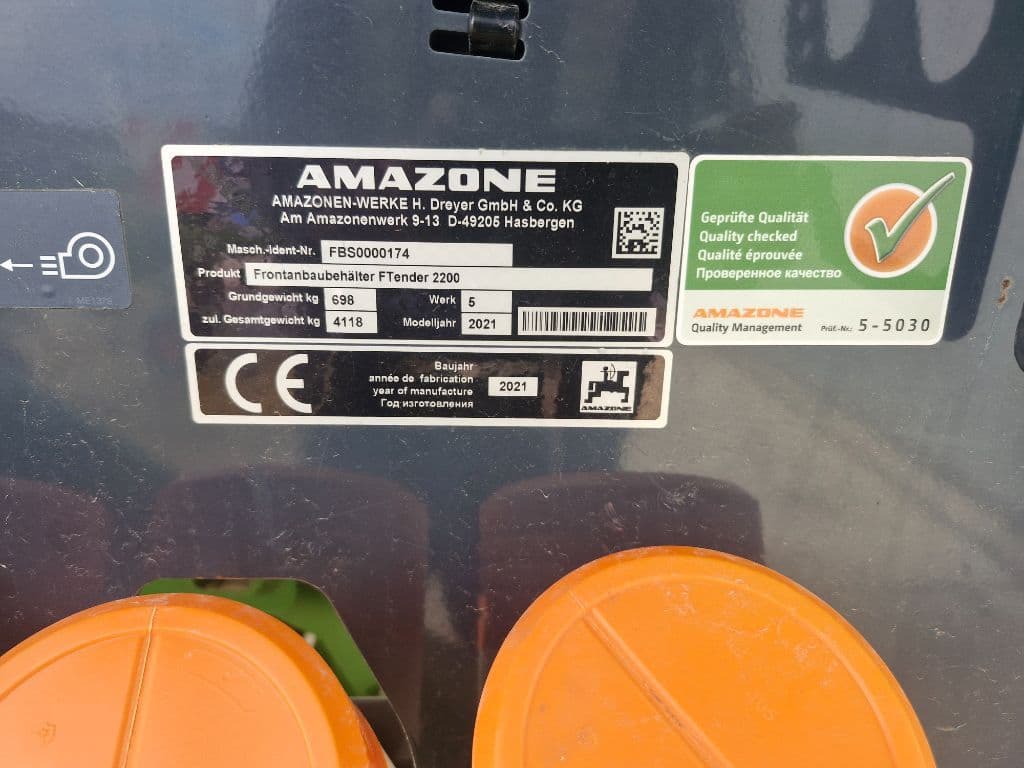 AMAZONE
AMAZONEN-WERKE H. Dreyer GmbH & Co. KG
Am Amazonenwerk 9-13 D-49205 Hasbergen
Masch.-Ident-Nr. FBS0000174
Produkt Frontanbaubehälter FTender 2200
Grundgewicht kg 698 Werk 5
zul. Gesamtgewicht kg 4118 Modelljahr 2021
CE
Baujahr
année de fabrication
year of manufacture
Год изготовления
2021
AMAZONE
Geprüfte Qualität
Quality checked
Qualité éprouvée
Проверенное качество
AMAZONE
Quality Management Prüf.-Nr.: 5-5030
ME1378